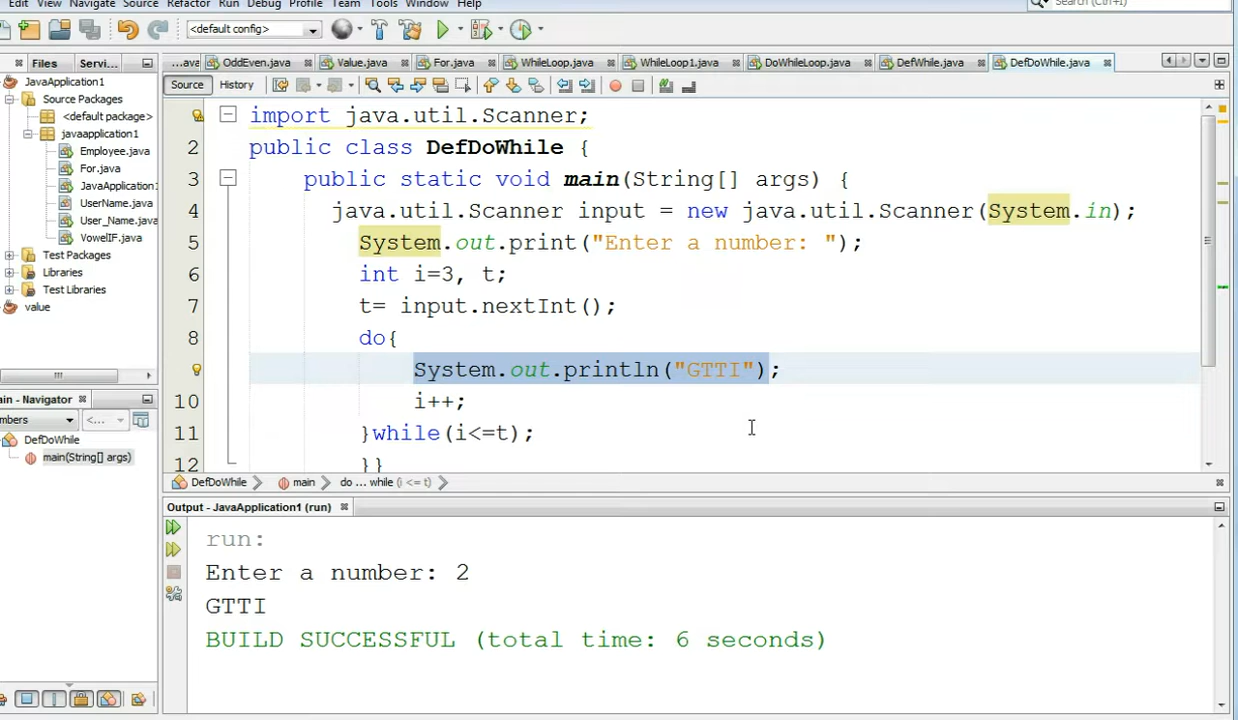 Edit View Navigate Source Refactor Run Debug Profile Team Tools Window Help
Search (Ctrl+I)
<default config>
Files Servi...
...ava OddEven.java Value.java For.java WhileLoop.java WhileLoop1.java DoWhileLoop.java DefWhile.java DefDoWhile.java
Source History
JavaApplication1
Source Packages
<default package>
javaapplication1
Employee.java
For.java
JavaApplication1
UserName.java
User_Name.java
VowelIF.java
Test Packages
Libraries
Test Libraries
value
import java.util.Scanner;
2 public class DefDoWhile {
3 public static void main(String[] args) {
4 java.util.Scanner input = new java.util.Scanner(System.in);
5 System.out.print("Enter a number: ");
6 int i=3, t;
7 t= input.nextInt();
8 do{
System.out.println("GTTI");
10 i++;
11 }while(i<=t);
12 }}
ain - Navigator
mbers <...
DefDoWhile
main(String[] args)
DefDoWhile main do ... while (i <= t)
Output - JavaApplication1 (run)
run:
Enter a number: 2
GTTI
BUILD SUCCESSFUL (total time: 6 seconds)